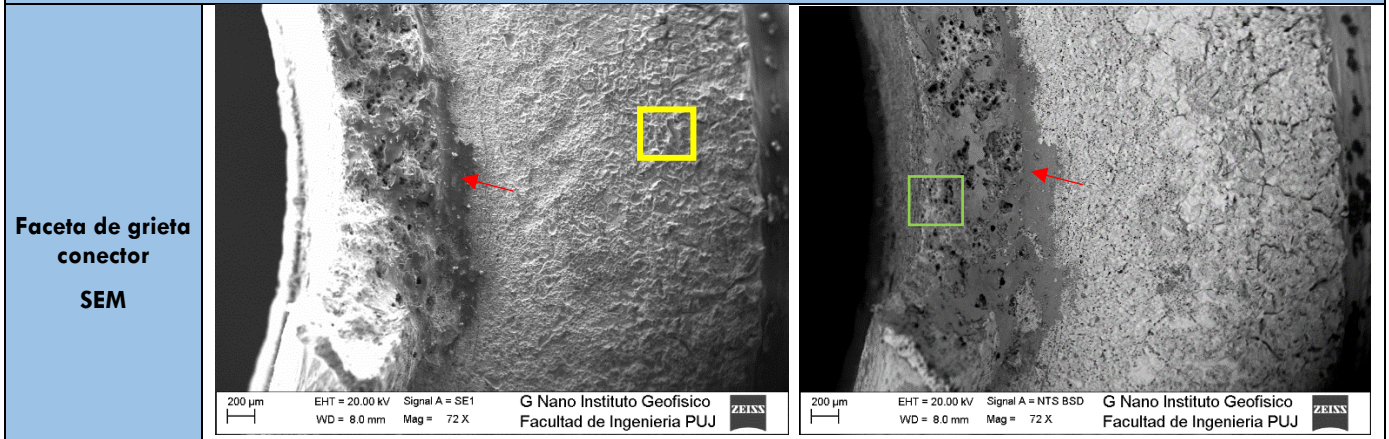 Faceta de grieta
conector
SEM
200 µm
EHT = 20.00 kV
Signal A = SE1
WD = 8.0 mm
Mag = 72 X
G Nano Instituto Geofisico
Facultad de Ingenieria PUJ
ZEISS
200 µm
EHT = 20.00 kV
Signal A = NTS BSD
WD = 8.0 mm
Mag = 72 X
G Nano Instituto Geofisico
Facultad de Ingenieria PUJ
ZEISS